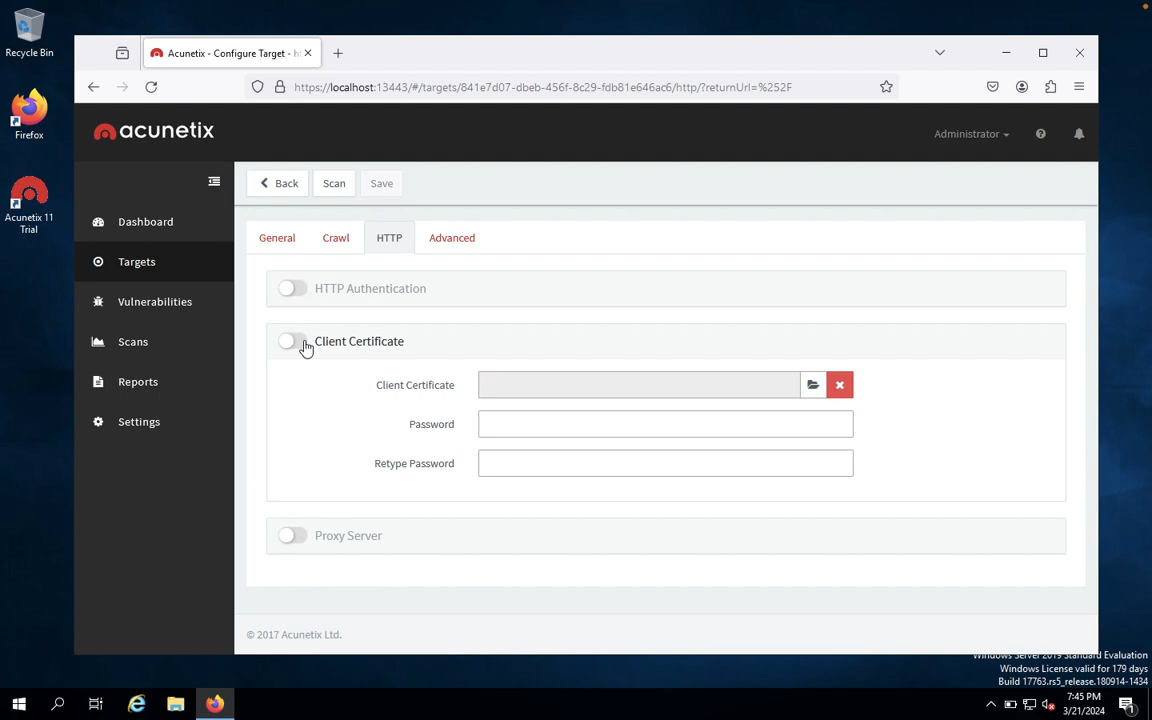 Recycle Bin
Firefox
Acunetix 11
Trial
Acunetix - Configure Target - ht
https://localhost:13443/#/targets/841e7d07-dbeb-456f-8c29-fdb81e646ac6/http/?returnUrl=%252F
acunetix
Administrator
Dashboard
Targets
Vulnerabilities
Scans
Reports
Settings
Back
Scan
Save
General
Crawl
HTTP
Advanced
HTTP Authentication
Client Certificate
Client Certificate
Password
Retype Password
Proxy Server
© 2017 Acunetix Ltd.
Windows Server 2019 Standard Evaluation
Windows License valid for 179 days
Build 17763.rs5_release.180914-1434
7:45 PM
3/21/2024
1